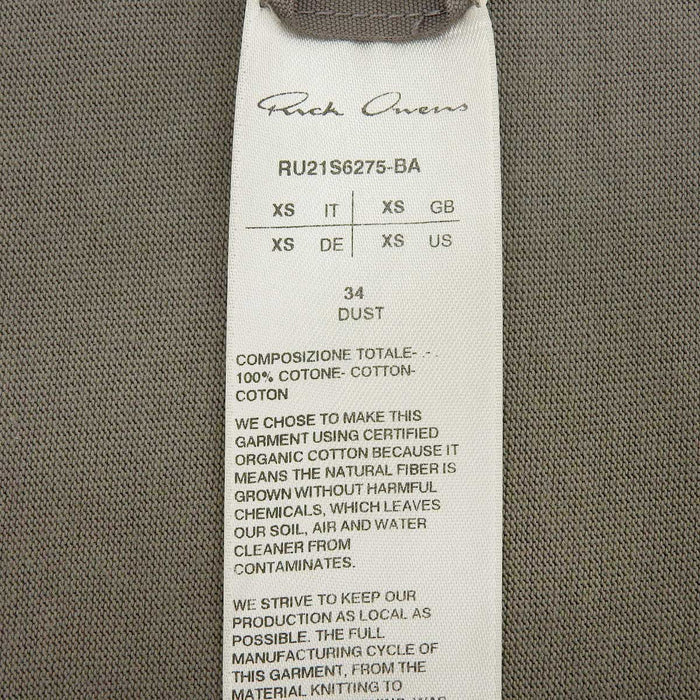 Rick Owens
RU21S6275-BA
XS IT XS GB
XS DE XS US
34
DUST
COMPOSIZIONE TOTALE- .- .
100% COTONE- COTTON-
COTON
WE CHOSE TO MAKE THIS
GARMENT USING CERTIFIED
ORGANIC COTTON BECAUSE IT
MEANS THE NATURAL FIBER IS
GROWN WITHOUT HARMFUL
CHEMICALS, WHICH LEAVES
OUR SOIL, AIR AND WATER
CLEANER FROM
CONTAMINATES.
WE STRIVE TO KEEP OUR
PRODUCTION AS LOCAL AS
POSSIBLE. THE FULL
MANUFACTURING CYCLE OF
THIS GARMENT, FROM THE
MATERIAL KNITTING TO